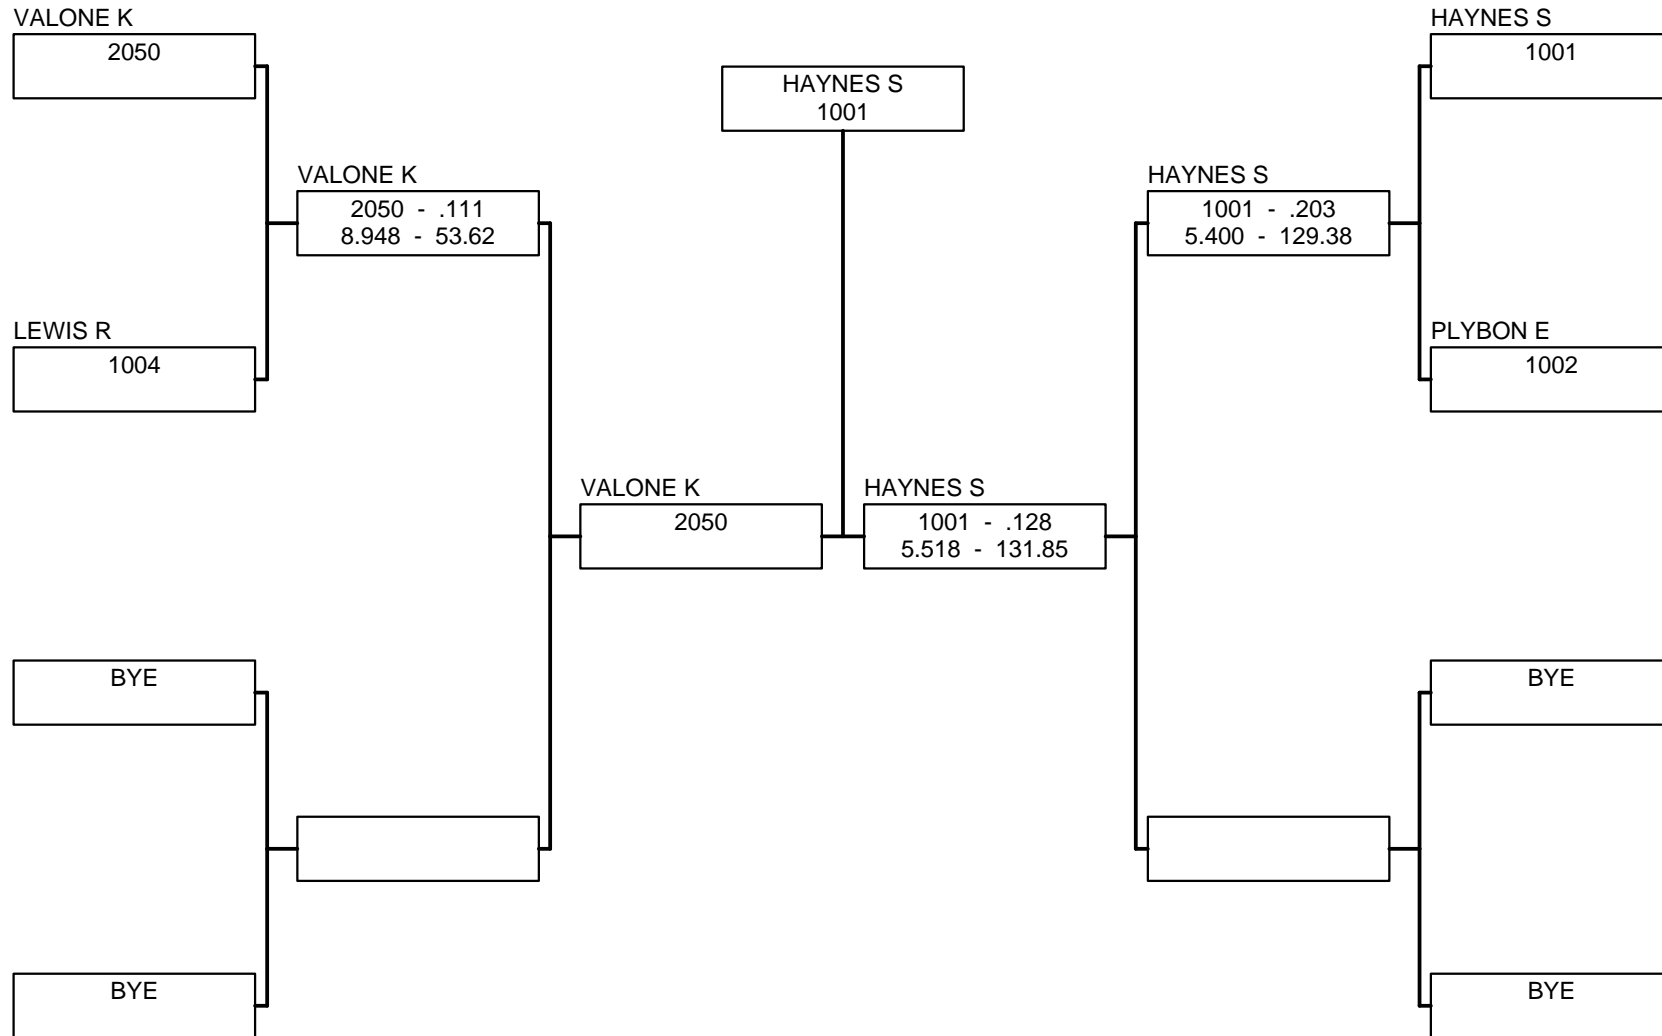 VALONE K
2050
HAYNES S
1001
HAYNES S
1001
VALONE K
2050 - .111
8.948 - 53.62
HAYNES S
1001 - .203
5.400 - 129.38
LEWIS R
1004
PLYBON E
1002
VALONE K
2050
HAYNES S
1001 - .128
5.518 - 131.85
BYE
BYE
BYE
BYE